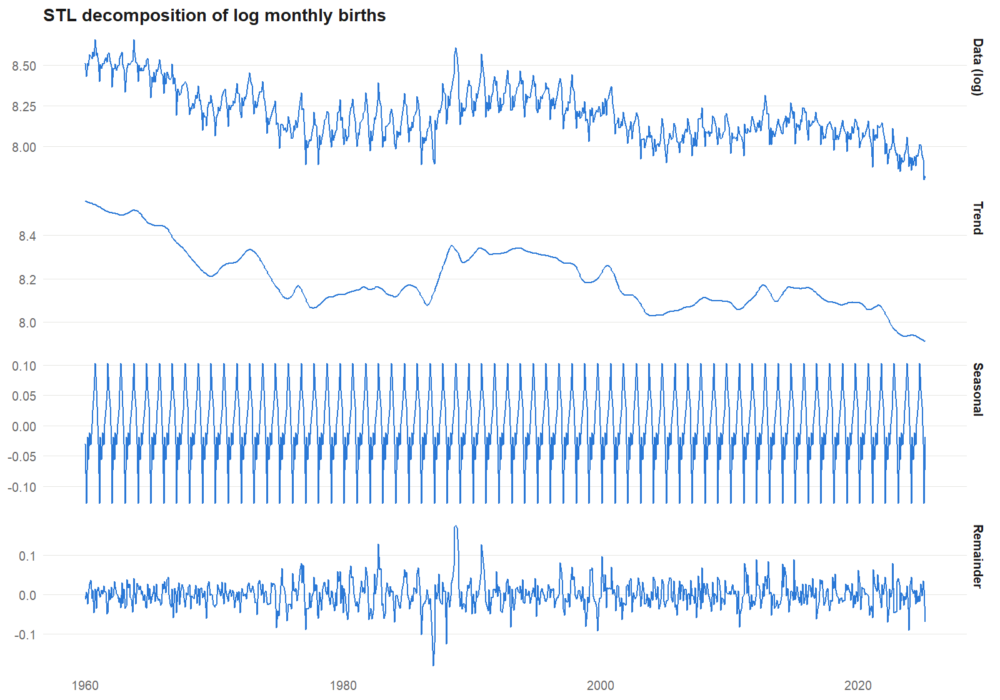 STL decomposition of log monthly births
8.50
8.25
8.00
Data (log)
8.4
8.2
8.0
Trend
0.10
0.05
0.00
-0.05
-0.10
Seasonal
0.1
0.0
-0.1
Remainder
1960 1980 2000 2020